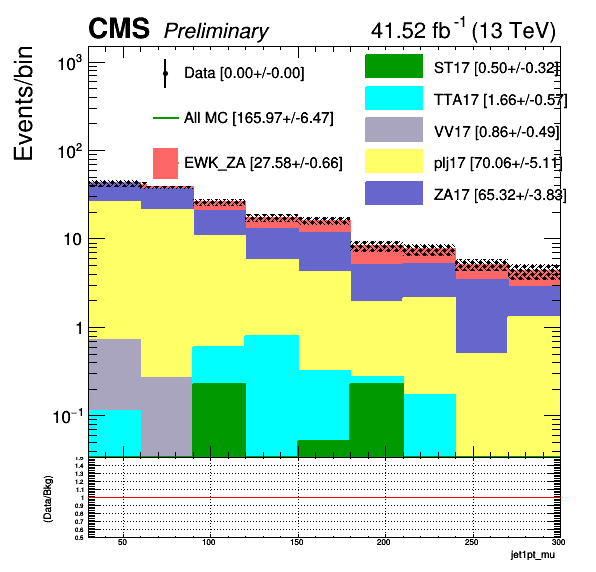 CMS Preliminary 41.52 fb⁻¹ (13 TeV)
Events/bin
10³
10²
10
1
10⁻¹
Data [0.00+/-0.00]
All MC [165.97+/-6.47]
EWK_ZA [27.58+/-0.66]
ST17 [0.50+/-0.32]
TTA17 [1.66+/-0.57]
VV17 [0.86+/-0.49]
plj17 [70.06+/-5.11]
ZA17 [65.32+/-3.83]
(Data/Bkg)
1.5
1.4
1.3
1.2
1.1
1
0.9
0.8
0.7
0.6
0.5
50 100 150 200 250 300
jet1pt_mu